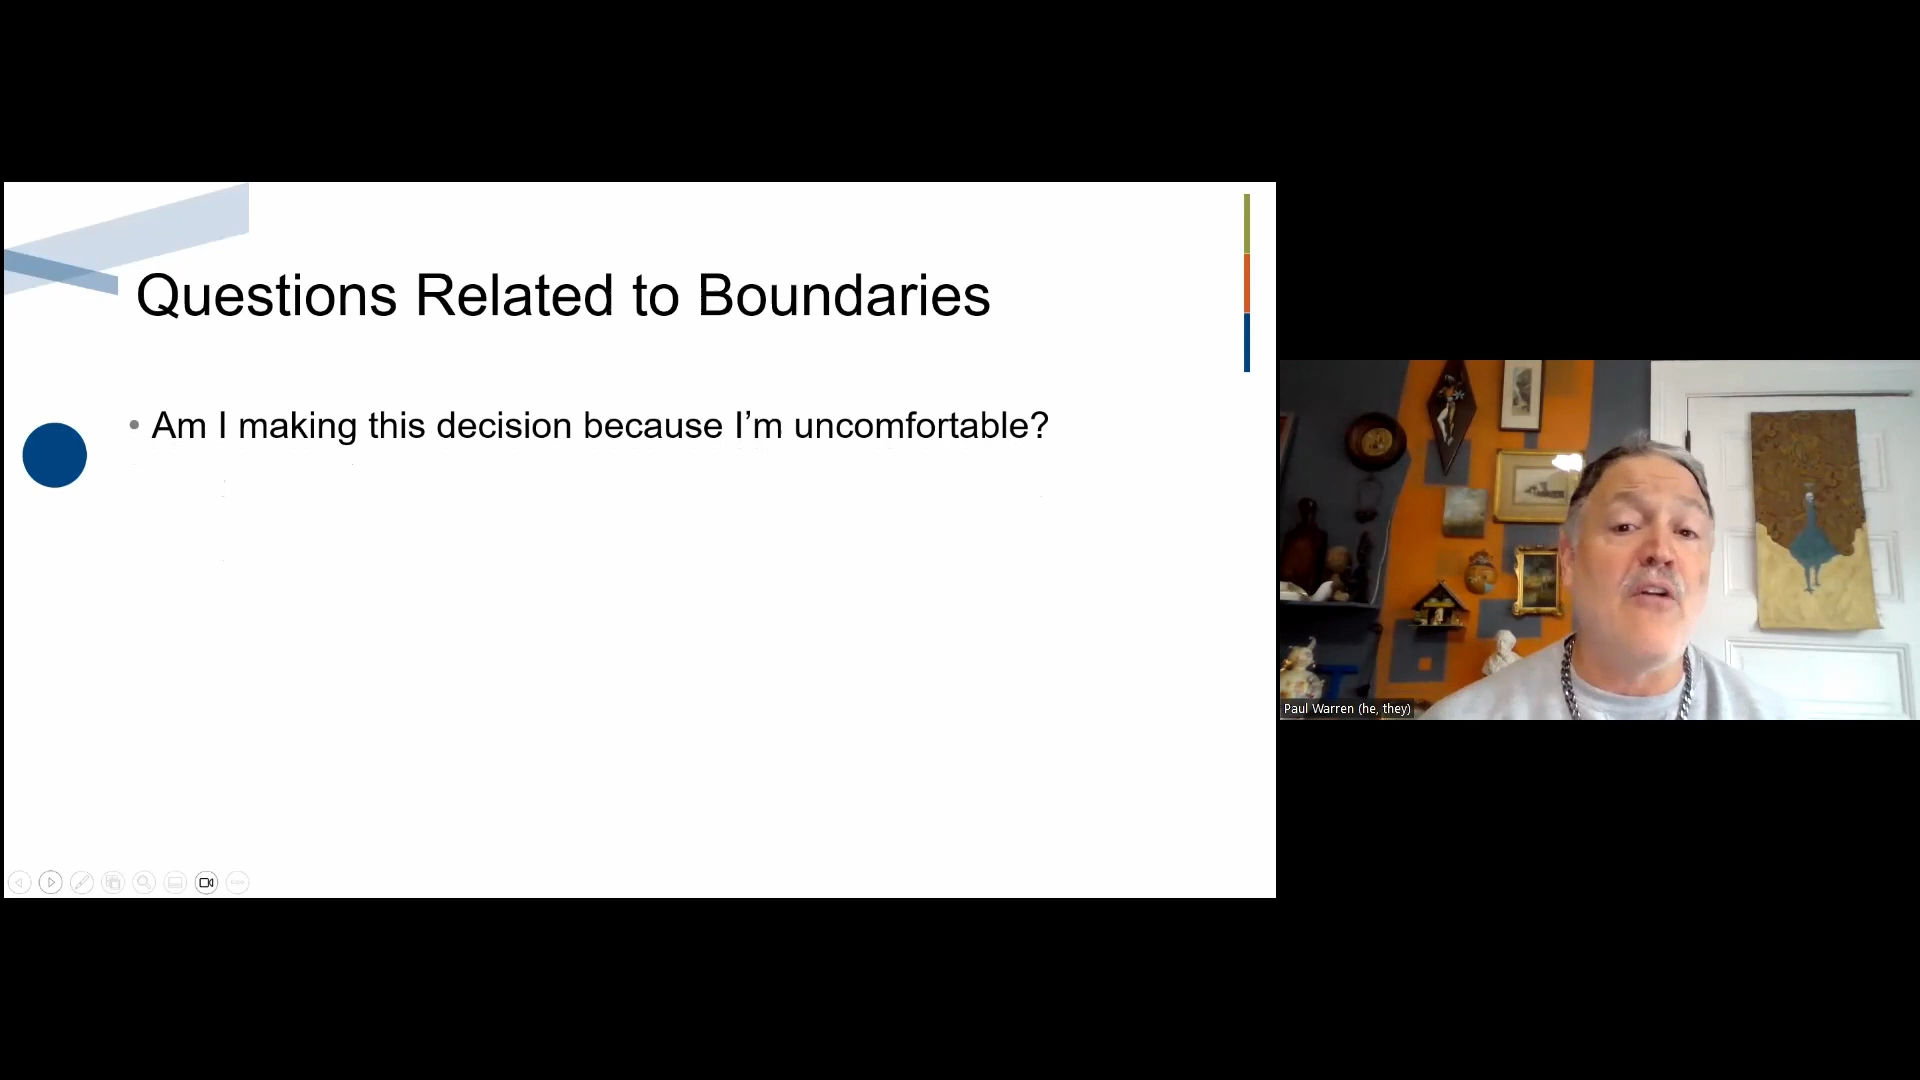 Questions Related to Boundaries
• Am I making this decision because I’m uncomfortable?
Paul Warren (he, they)